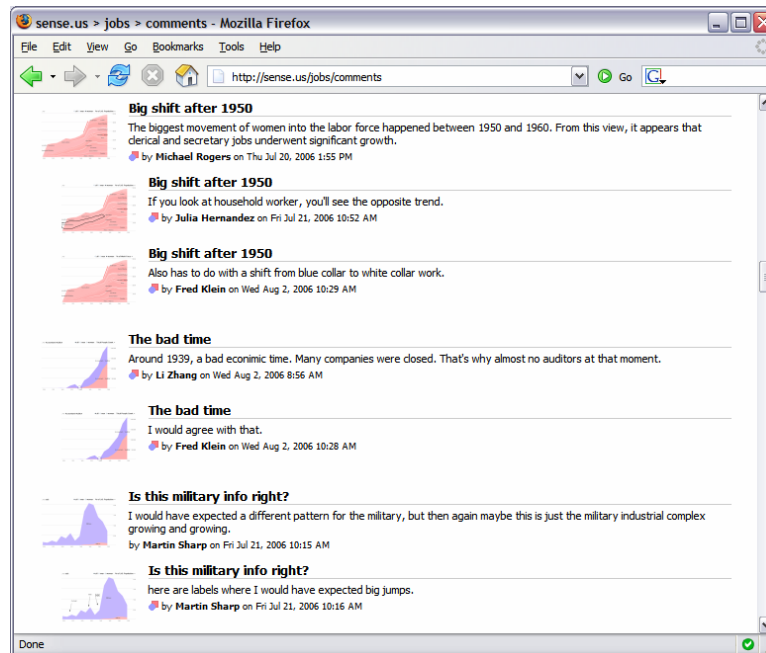 sense.us > jobs > comments - Mozilla Firefox
File Edit View Go Bookmarks Tools Help
http://sense.us/jobs/comments Go G
Big shift after 1950
The biggest movement of women into the labor force happened between 1950 and 1960. From this view, it appears that
clerical and secretary jobs underwent significant growth.
by Michael Rogers on Thu Jul 20, 2006 1:55 PM
Big shift after 1950
If you look at household worker, you'll see the opposite trend.
by Julia Hernandez on Fri Jul 21, 2006 10:52 AM
Big shift after 1950
Also has to do with a shift from blue collar to white collar work.
by Fred Klein on Wed Aug 2, 2006 10:29 AM
The bad time
Around 1939, a bad econimic time. Many companies were closed. That's why almost no auditors at that moment.
by Li Zhang on Wed Aug 2, 2006 8:56 AM
The bad time
I would agree with that.
by Fred Klein on Wed Aug 2, 2006 10:28 AM
Is this military info right?
I would have expected a different pattern for the military, but then again maybe this is just the military industrial complex
growing and growing.
by Martin Sharp on Fri Jul 21, 2006 10:15 AM
Is this military info right?
here are labels where I would have expected big jumps.
by Martin Sharp on Fri Jul 21, 2006 10:16 AM
Done